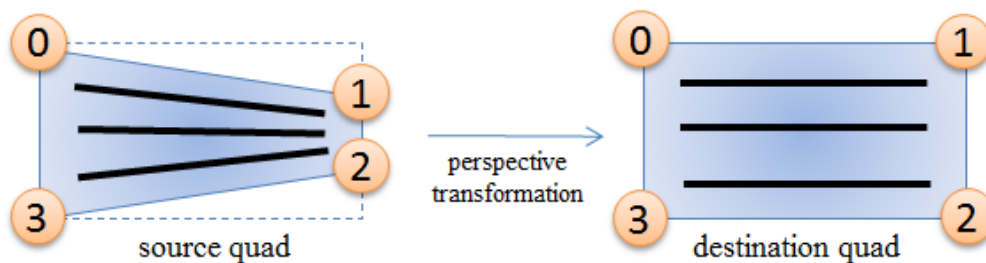 0
1
2
3
source quad
perspective
transformation
0
1
2
3
destination quad